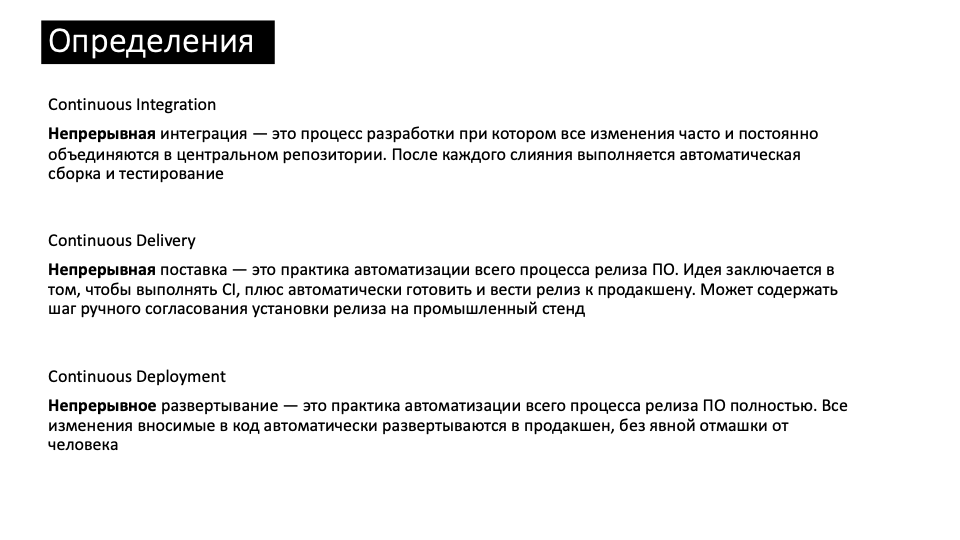 Определения
Continuous Integration
Непрерывная интеграция — это процесс разработки при котором все изменения часто и постоянно
объединяются в центральном репозитории. После каждого слияния выполняется автоматическая
сборка и тестирование
Continuous Delivery
Непрерывная поставка — это практика автоматизации всего процесса релиза ПО. Идея заключается в
том, чтобы выполнять CI, плюс автоматически готовить и вести релиз к продакшену. Может содержать
шаг ручного согласования установки релиза на промышленный стенд
Continuous Deployment
Непрерывное развертывание — это практика автоматизации всего процесса релиза ПО полностью. Все
изменения вносимые в код автоматически развертываются в продакшен, без явной отмашки от
человека